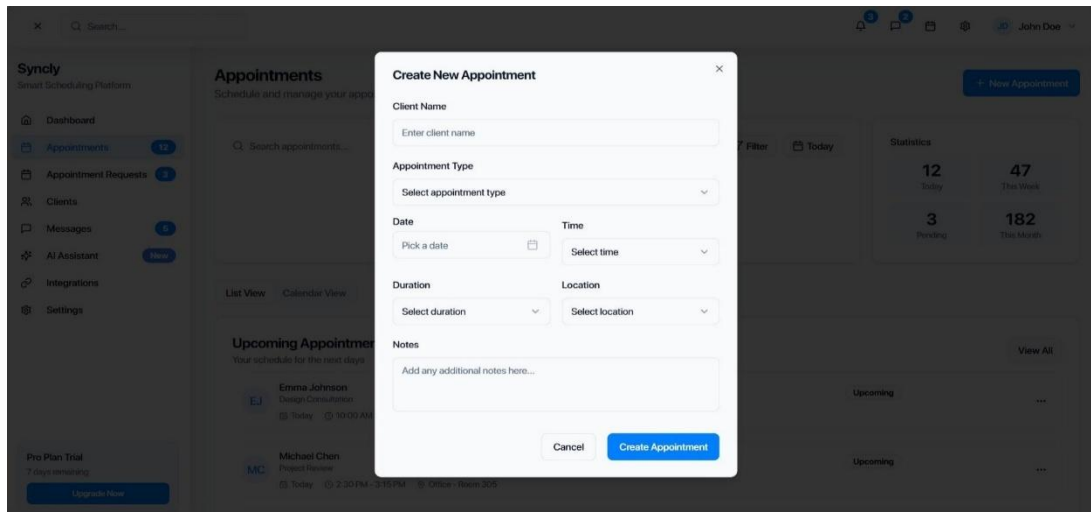 Search...
3
2
JD
John Doe
Syncly
Smart Scheduling Platform
Dashboard
Appointments 12
Appointment Requests 3
Clients
Messages 5
AI Assistant New
Integrations
Settings
Pro Plan Trial
7 days remaining
Upgrade Now
Appointments
Schedule and manage your appo
+ New Appointment
Search appointments...
Filter
Today
Statistics
12
Today
47
This Week
3
Pending
182
This Month
List View
Calendar View
Upcoming Appointmen
Your schedule for the next days
View All
EJ
Emma Johnson
Design Consultation
Today 10:00 AM
Upcoming
...
MC
Michael Chen
Project Review
Today 2:30 PM - 3:15 PM Office - Room 205
Upcoming
...
Create New Appointment
Client Name
Enter client name
Appointment Type
Select appointment type
Date
Pick a date
Time
Select time
Duration
Select duration
Location
Select location
Notes
Add any additional notes here...
Cancel
Create Appointment